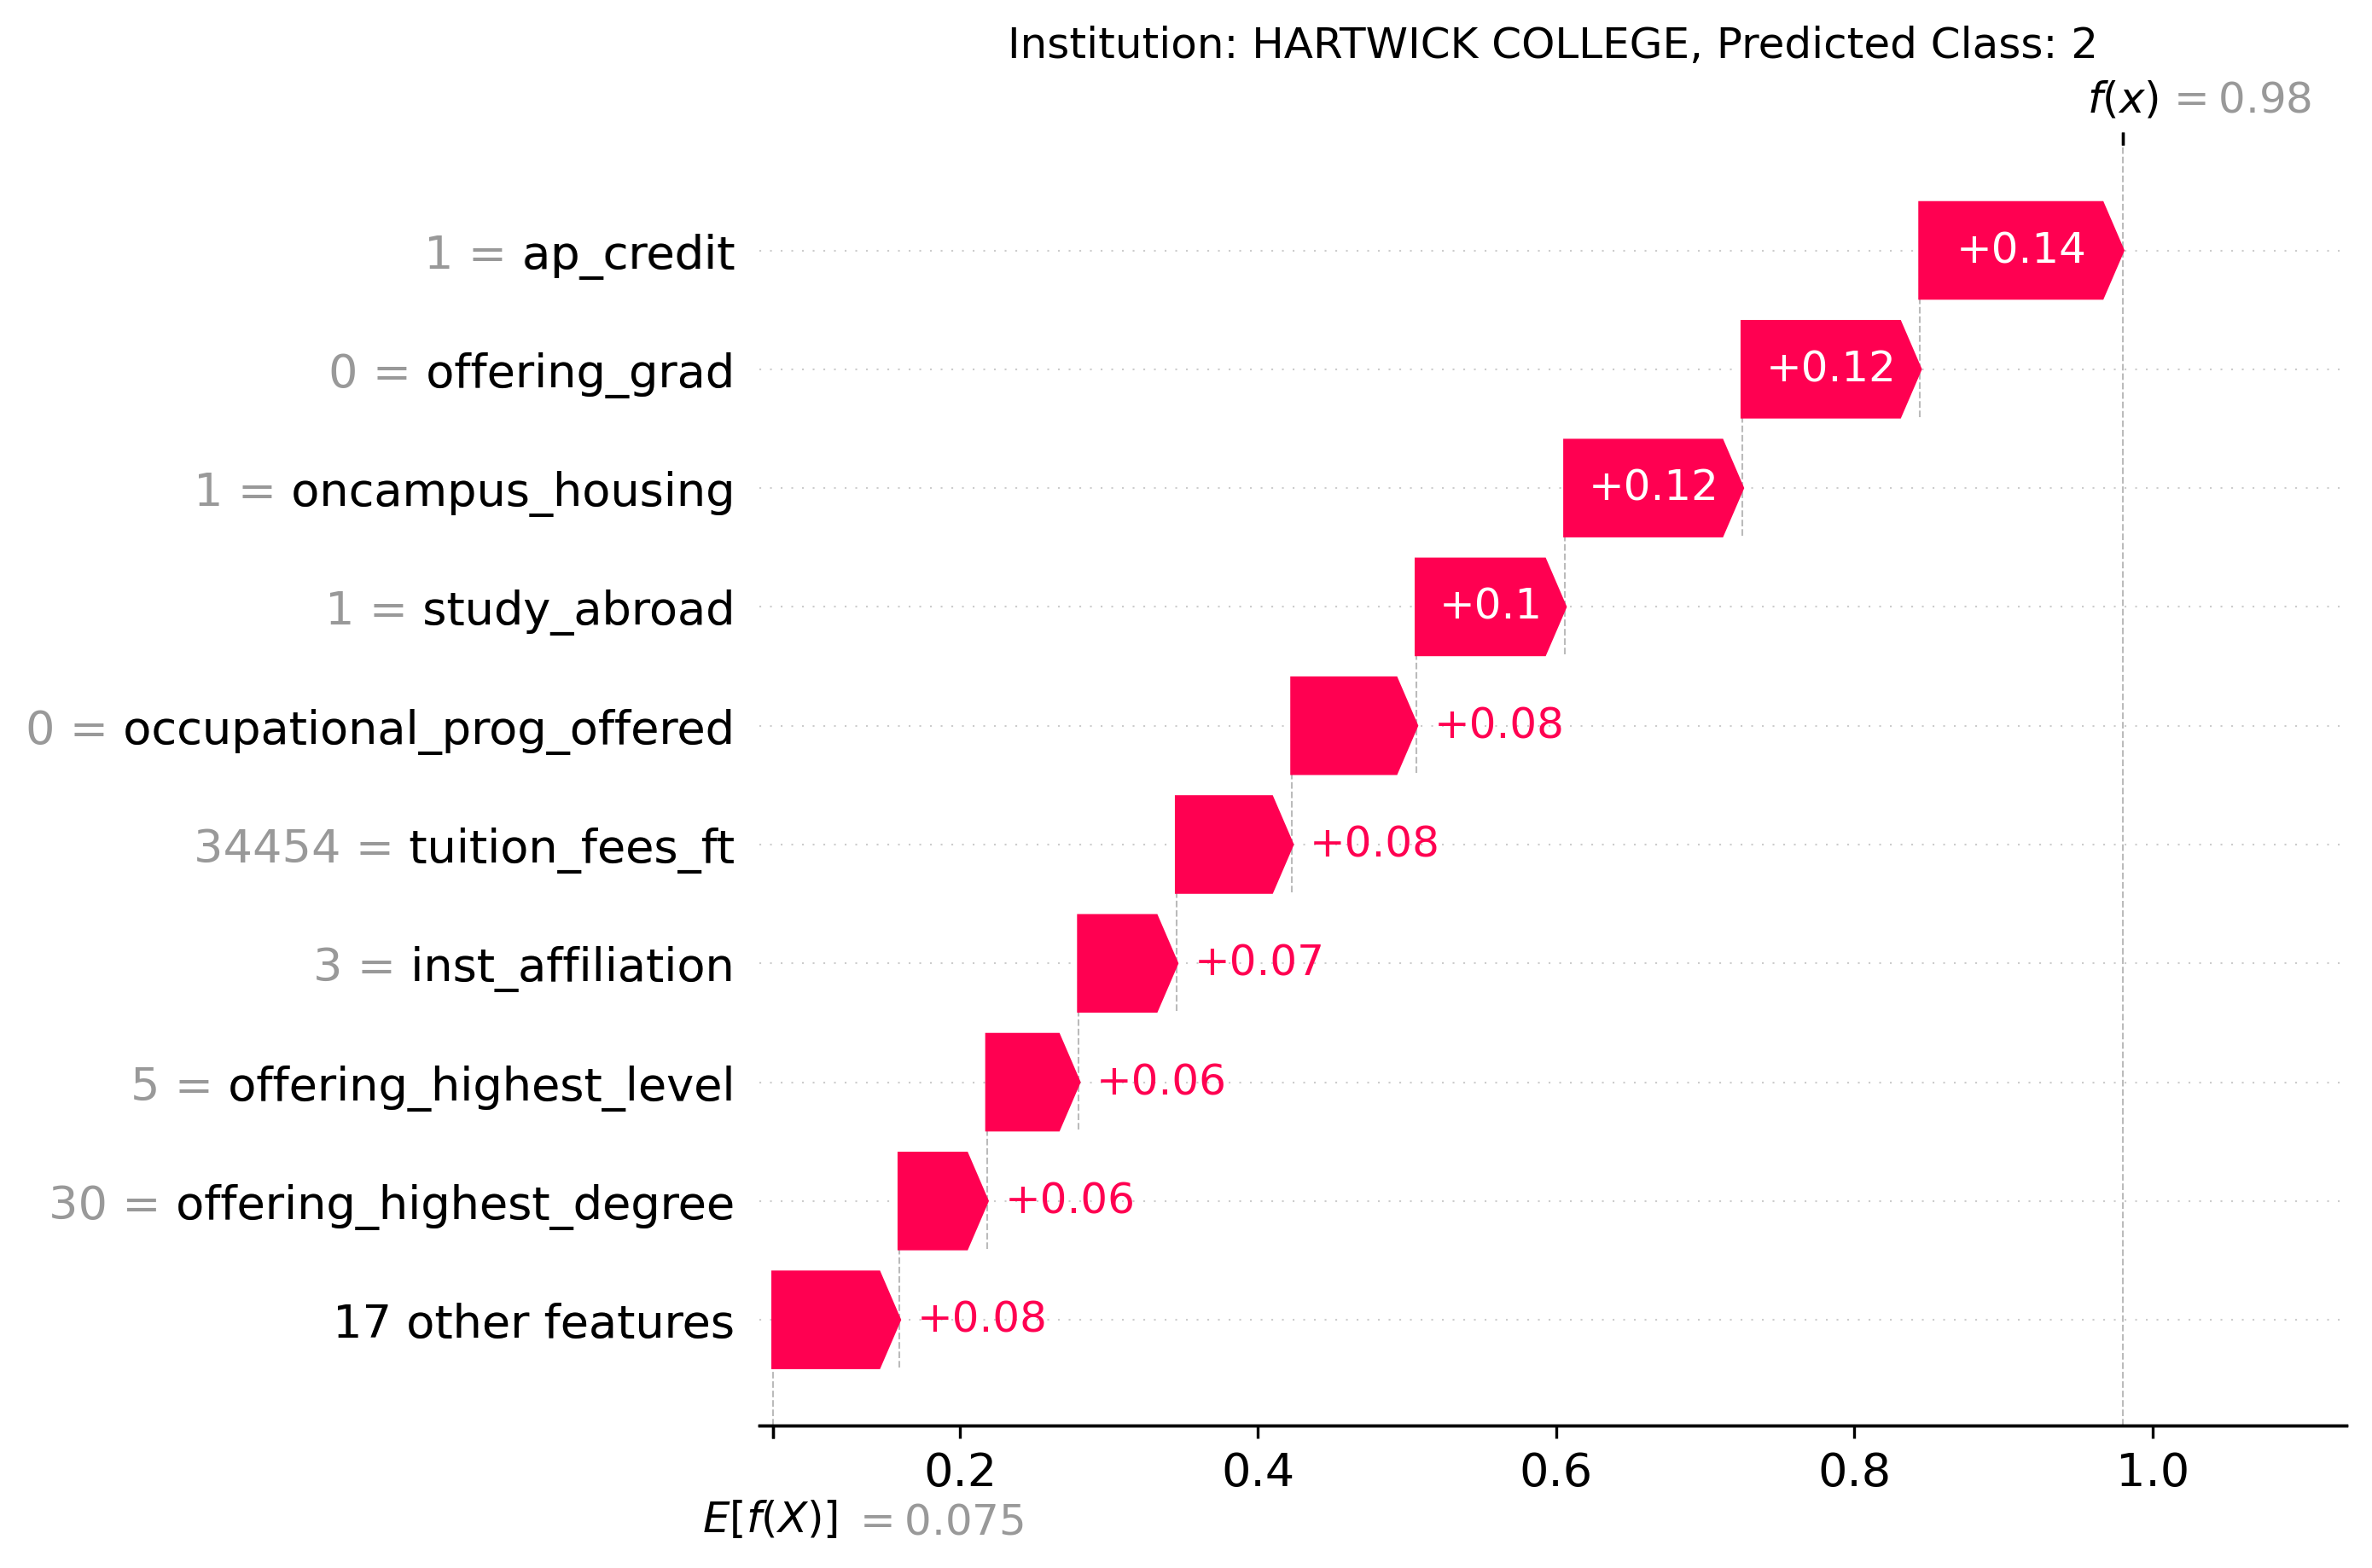 Institution: HARTWICK COLLEGE, Predicted Class: 2
f(x) = 0.98
1 = ap_credit +0.14
0 = offering_grad +0.12
1 = oncampus_housing +0.12
1 = study_abroad +0.1
0 = occupational_prog_offered +0.08
34454 = tuition_fees_ft +0.08
3 = inst_affiliation +0.07
5 = offering_highest_level +0.06
30 = offering_highest_degree +0.06
17 other features +0.08
0.2 0.4 0.6 0.8 1.0
E[f(X)] = 0.075